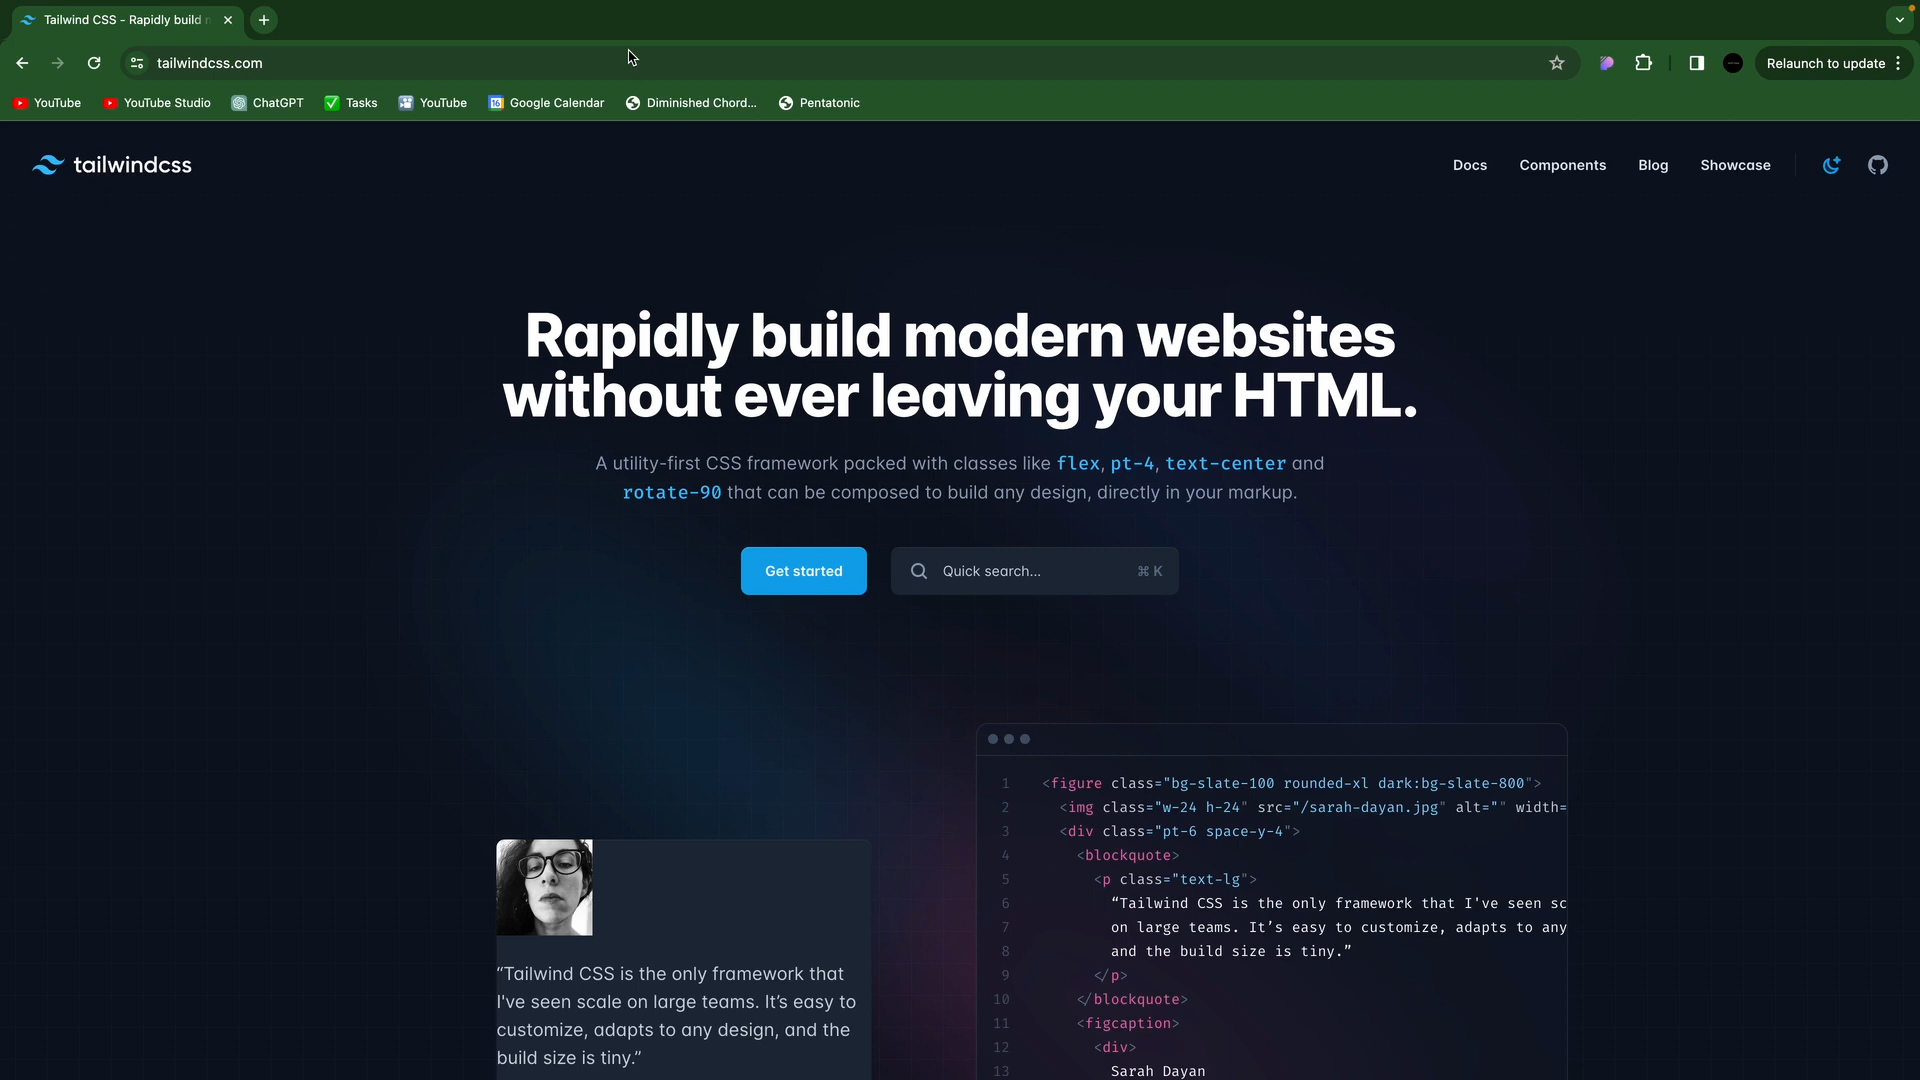 Tailwind CSS - Rapidly build
tailwindcss.com
Relaunch to update
YouTube
YouTube Studio
ChatGPT
Tasks
YouTube
16
Google Calendar
Diminished Chord...
Pentatonic
tailwindcss
Docs
Components
Blog
Showcase
Rapidly build modern websites
without ever leaving your HTML.
A utility-first CSS framework packed with classes like flex, pt-4, text-center and
rotate-90 that can be composed to build any design, directly in your markup.
Get started
Quick search...
⌘ K
1 <figure class="bg-slate-100 rounded-xl dark:bg-slate-800">
2 <img class="w-24 h-24" src="/sarah-dayan.jpg" alt="" width=
3 <div class="pt-6 space-y-4">
4 <blockquote>
5 <p class="text-lg">
6 “Tailwind CSS is the only framework that I've seen sc
7 on large teams. It’s easy to customize, adapts to any
8 and the build size is tiny.”
9 </p>
10 </blockquote>
11 <figcaption>
12 <div>
13 Sarah Dayan
“Tailwind CSS is the only framework that
I've seen scale on large teams. It’s easy to
customize, adapts to any design, and the
build size is tiny.”